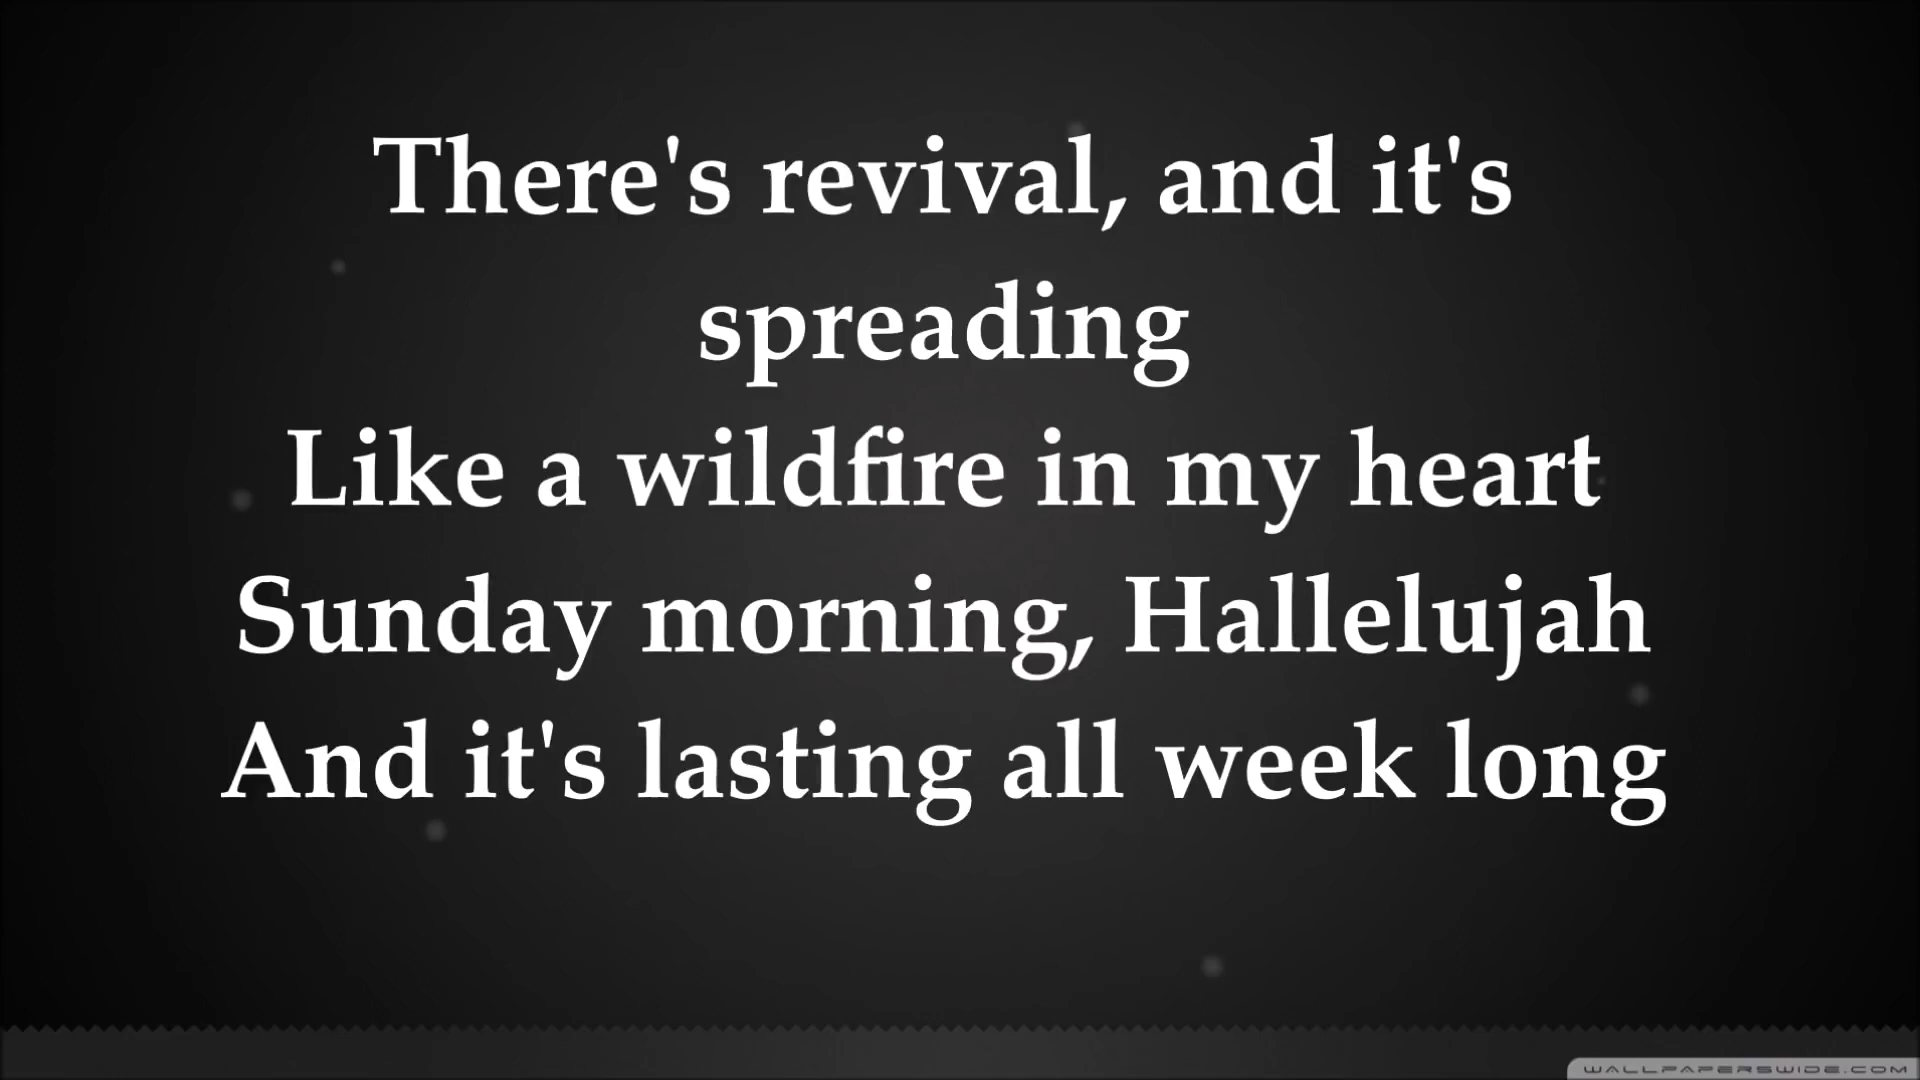 There's revival, and it's
spreading
Like a wildfire in my heart
Sunday morning, Hallelujah
And it's lasting all week long
WALLPAPERSWIDE.COM